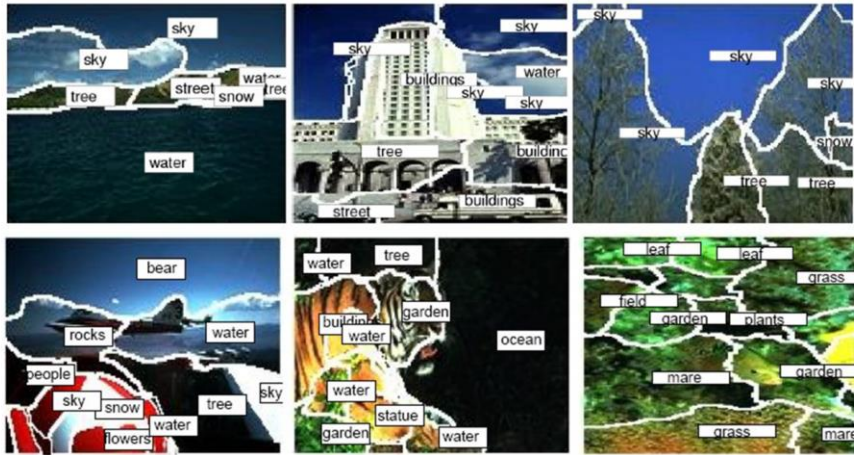 sky
sky
water
tree
street
tree
snow
water
sky
sky
water
buildings
sky
sky
tree
building
buildings
street
sky
sky
sky
sky
snow
tree
tree
bear
rocks
water
people
sky
snow
tree
sky
water
flowers
tree
water
garden
buildings
water
ocean
water
statue
garden
water
leaf
leaf
grass
field
garden
plants
mare
garden
grass
mare